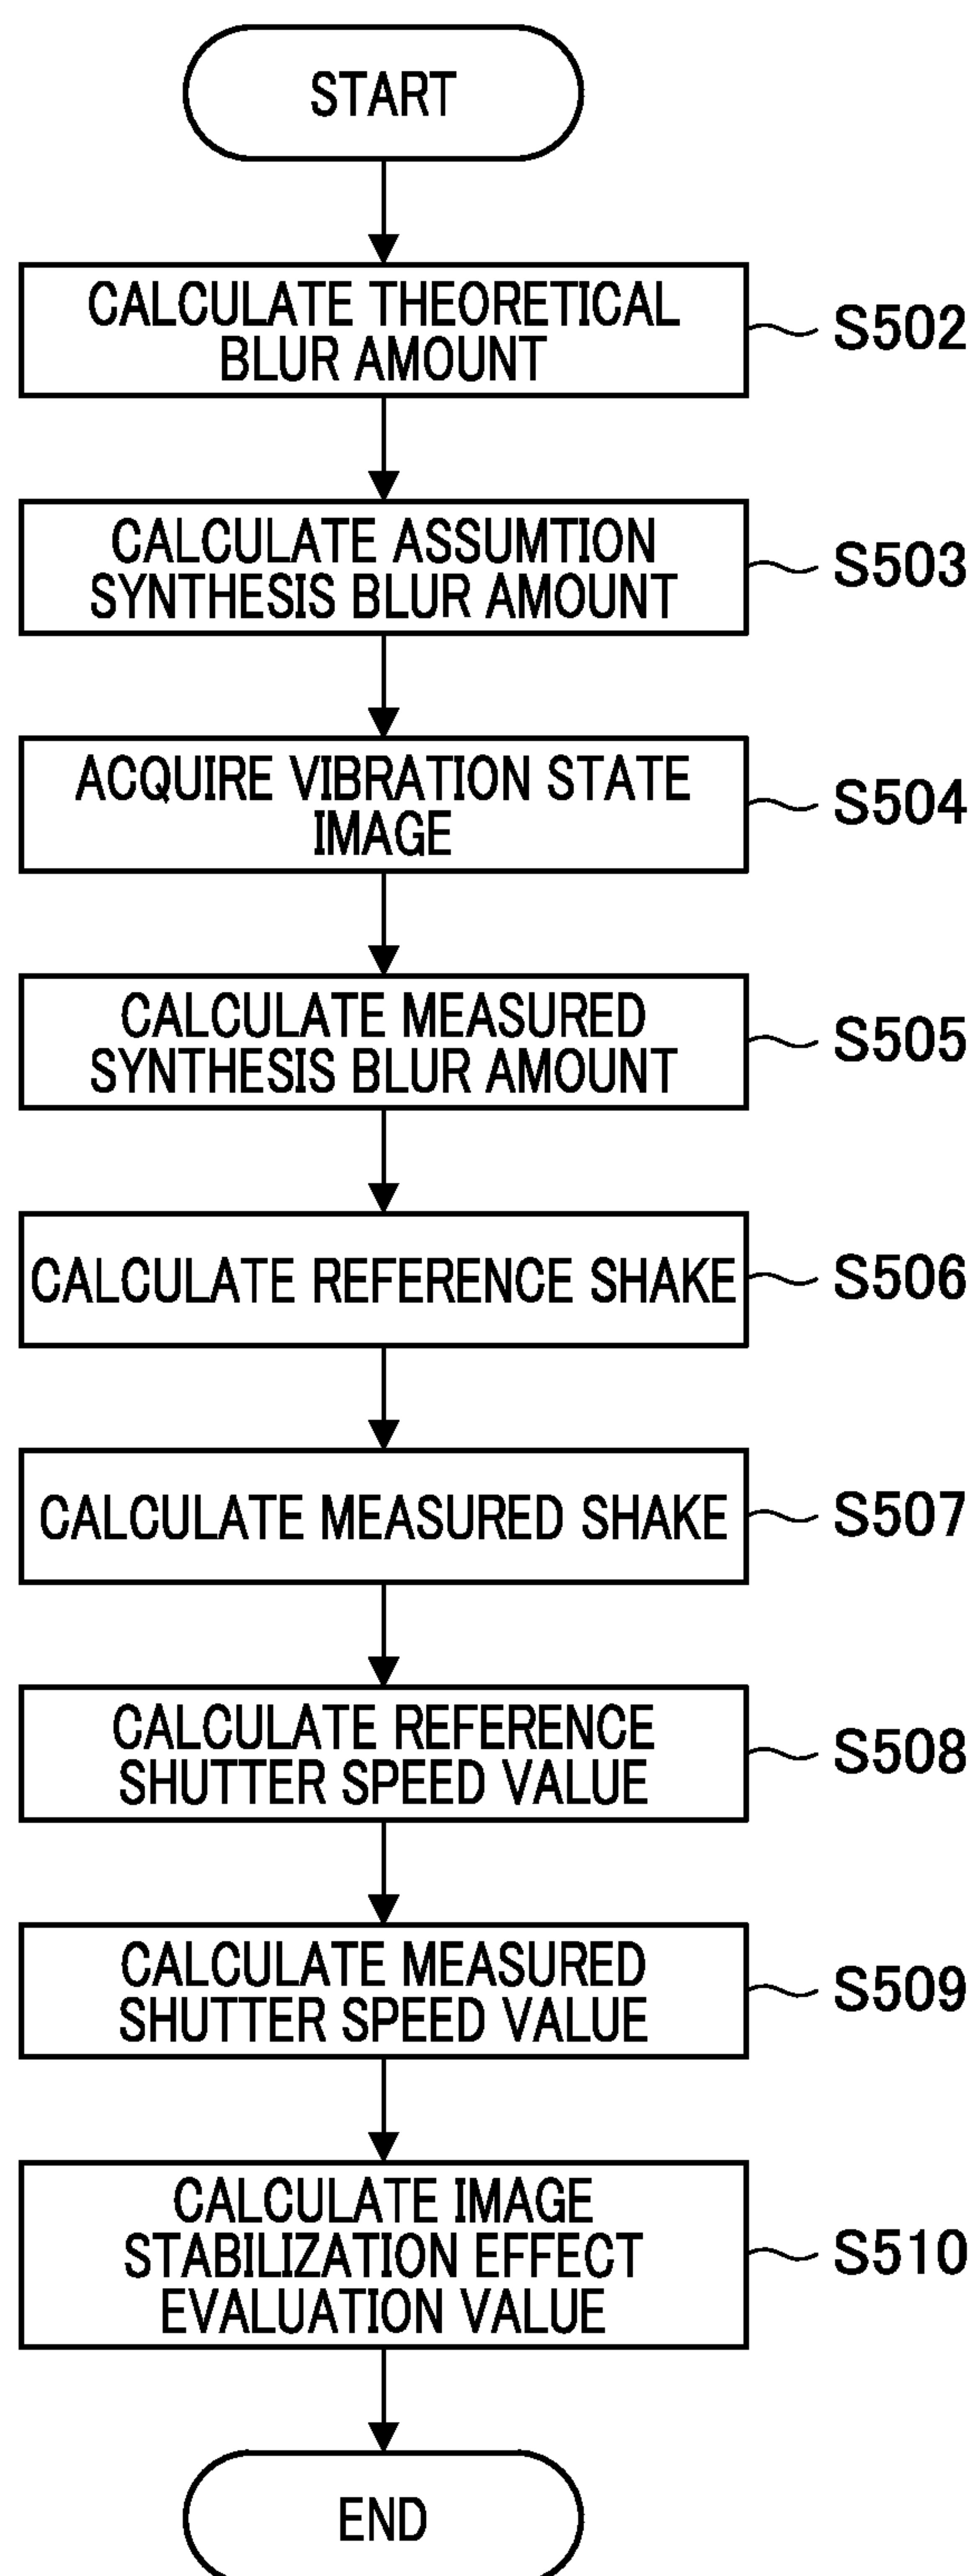 START
CALCULATE THEORETICAL
BLUR AMOUNT
S502
CALCULATE ASSUMTION
SYNTHESIS BLUR AMOUNT
S503
ACQUIRE VIBRATION STATE
IMAGE
S504
CALCULATE MEASURED
SYNTHESIS BLUR AMOUNT
S505
CALCULATE REFERENCE SHAKE
S506
CALCULATE MEASURED SHAKE
S507
CALCULATE REFERENCE
SHUTTER SPEED VALUE
S508
CALCULATE MEASURED
SHUTTER SPEED VALUE
S509
CALCULATE IMAGE
STABILIZATION EFFECT
EVALUATION VALUE
S510
END